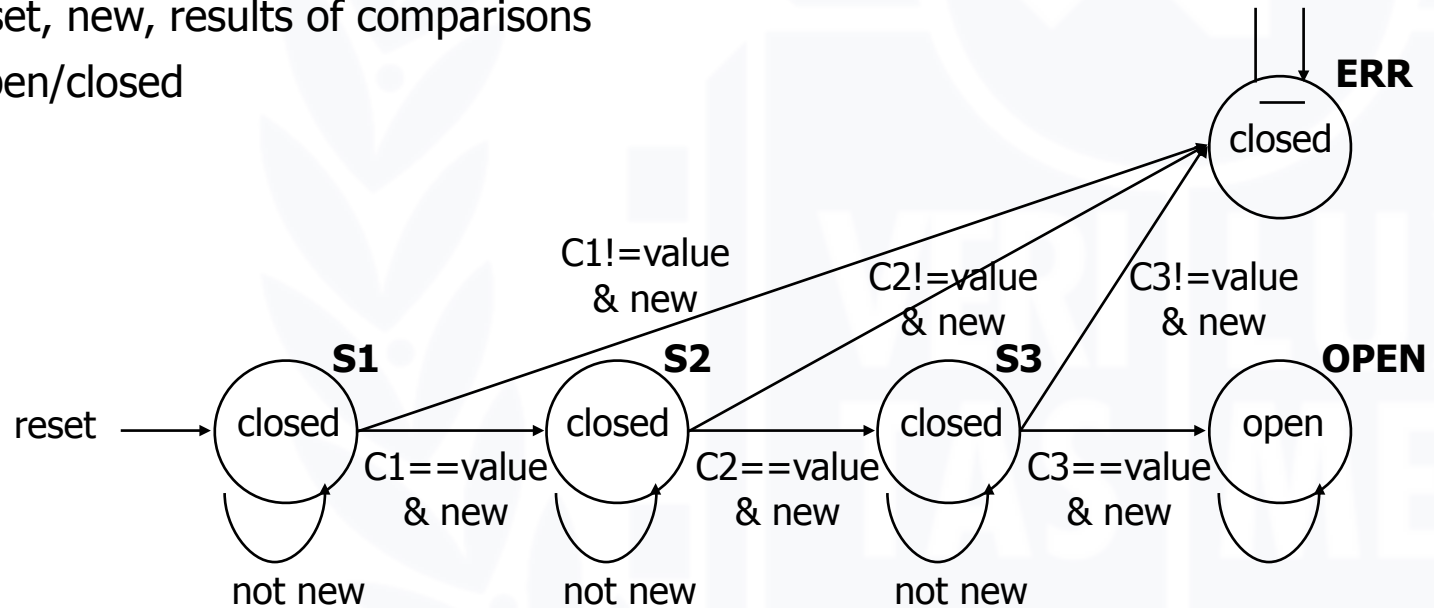 set, new, results of comparisons
en/closed
ERR
closed
C1!=value
& new
C2!=value
& new
C3!=value
& new
S1
S2
S3
OPEN
reset
closed
closed
closed
open
C1==value
& new
C2==value
& new
C3==value
& new
not new
not new
not new